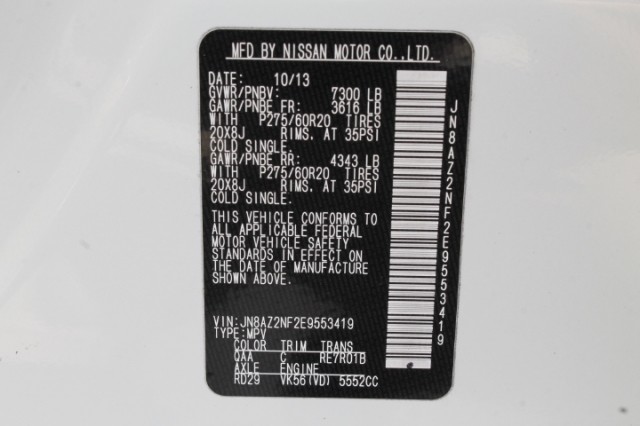 MFD BY NISSAN MOTOR CO.,LTD.
DATE: 10/13
GVWR/PNBV: 7300 LB
GAWR/PNBE FR: 3616 LB
WITH P275/60R20 TIRES
20X8J RIMS, AT 35PSI
COLD SINGLE.
GAWR/PNBE RR: 4343 LB
WITH P275/60R20 TIRES
20X8J RIMS, AT 35PSI
COLD SINGLE.
THIS VEHICLE CONFORMS TO
ALL APPLICABLE FEDERAL
MOTOR VEHICLE SAFETY
STANDARDS IN EFFECT ON
THE DATE OF MANUFACTURE
SHOWN ABOVE.
VIN:JN8AZ2NF2E9553419
TYPE:MPV
COLOR TRIM TRANS
QAA C RE7R01B
AXLE ENGINE
RD29 VK56(VD) 5552CC
JN8AZ2NF2E9553419